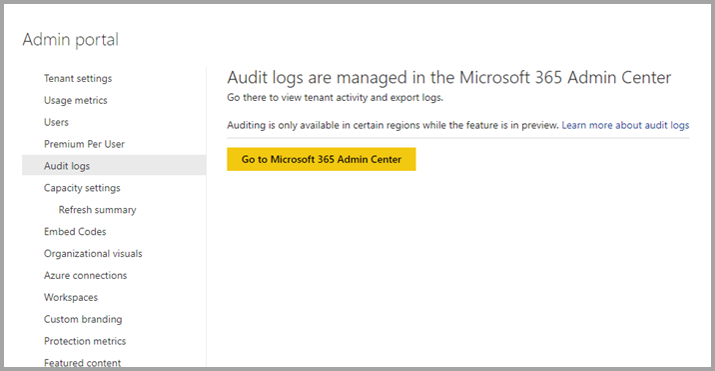 Admin portal
Tenant settings
Usage metrics
Users
Premium Per User
Audit logs
Capacity settings
Refresh summary
Embed Codes
Organizational visuals
Azure connections
Workspaces
Custom branding
Protection metrics
Featured content
Audit logs are managed in the Microsoft 365 Admin Center
Go there to view tenant activity and export logs.
Auditing is only available in certain regions while the feature is in preview. Learn more about audit logs
Go to Microsoft 365 Admin Center